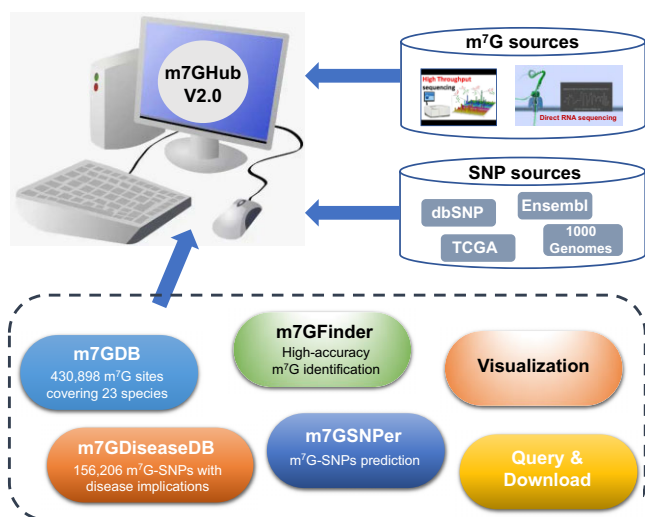 m7GHub
V2.0
m⁷G sources
High Throughput
sequencing
Direct RNA sequencing
SNP sources
dbSNP
Ensembl
TCGA
1000
Genomes
m7GDB
430,898 m⁷G sites
covering 23 species
m7GFinder
High-accuracy
m⁷G identification
Visualization
m7GDiseaseDB
156,206 m⁷G-SNPs with
disease implications
m7GSNPer
m⁷G-SNPs prediction
Query &
Download